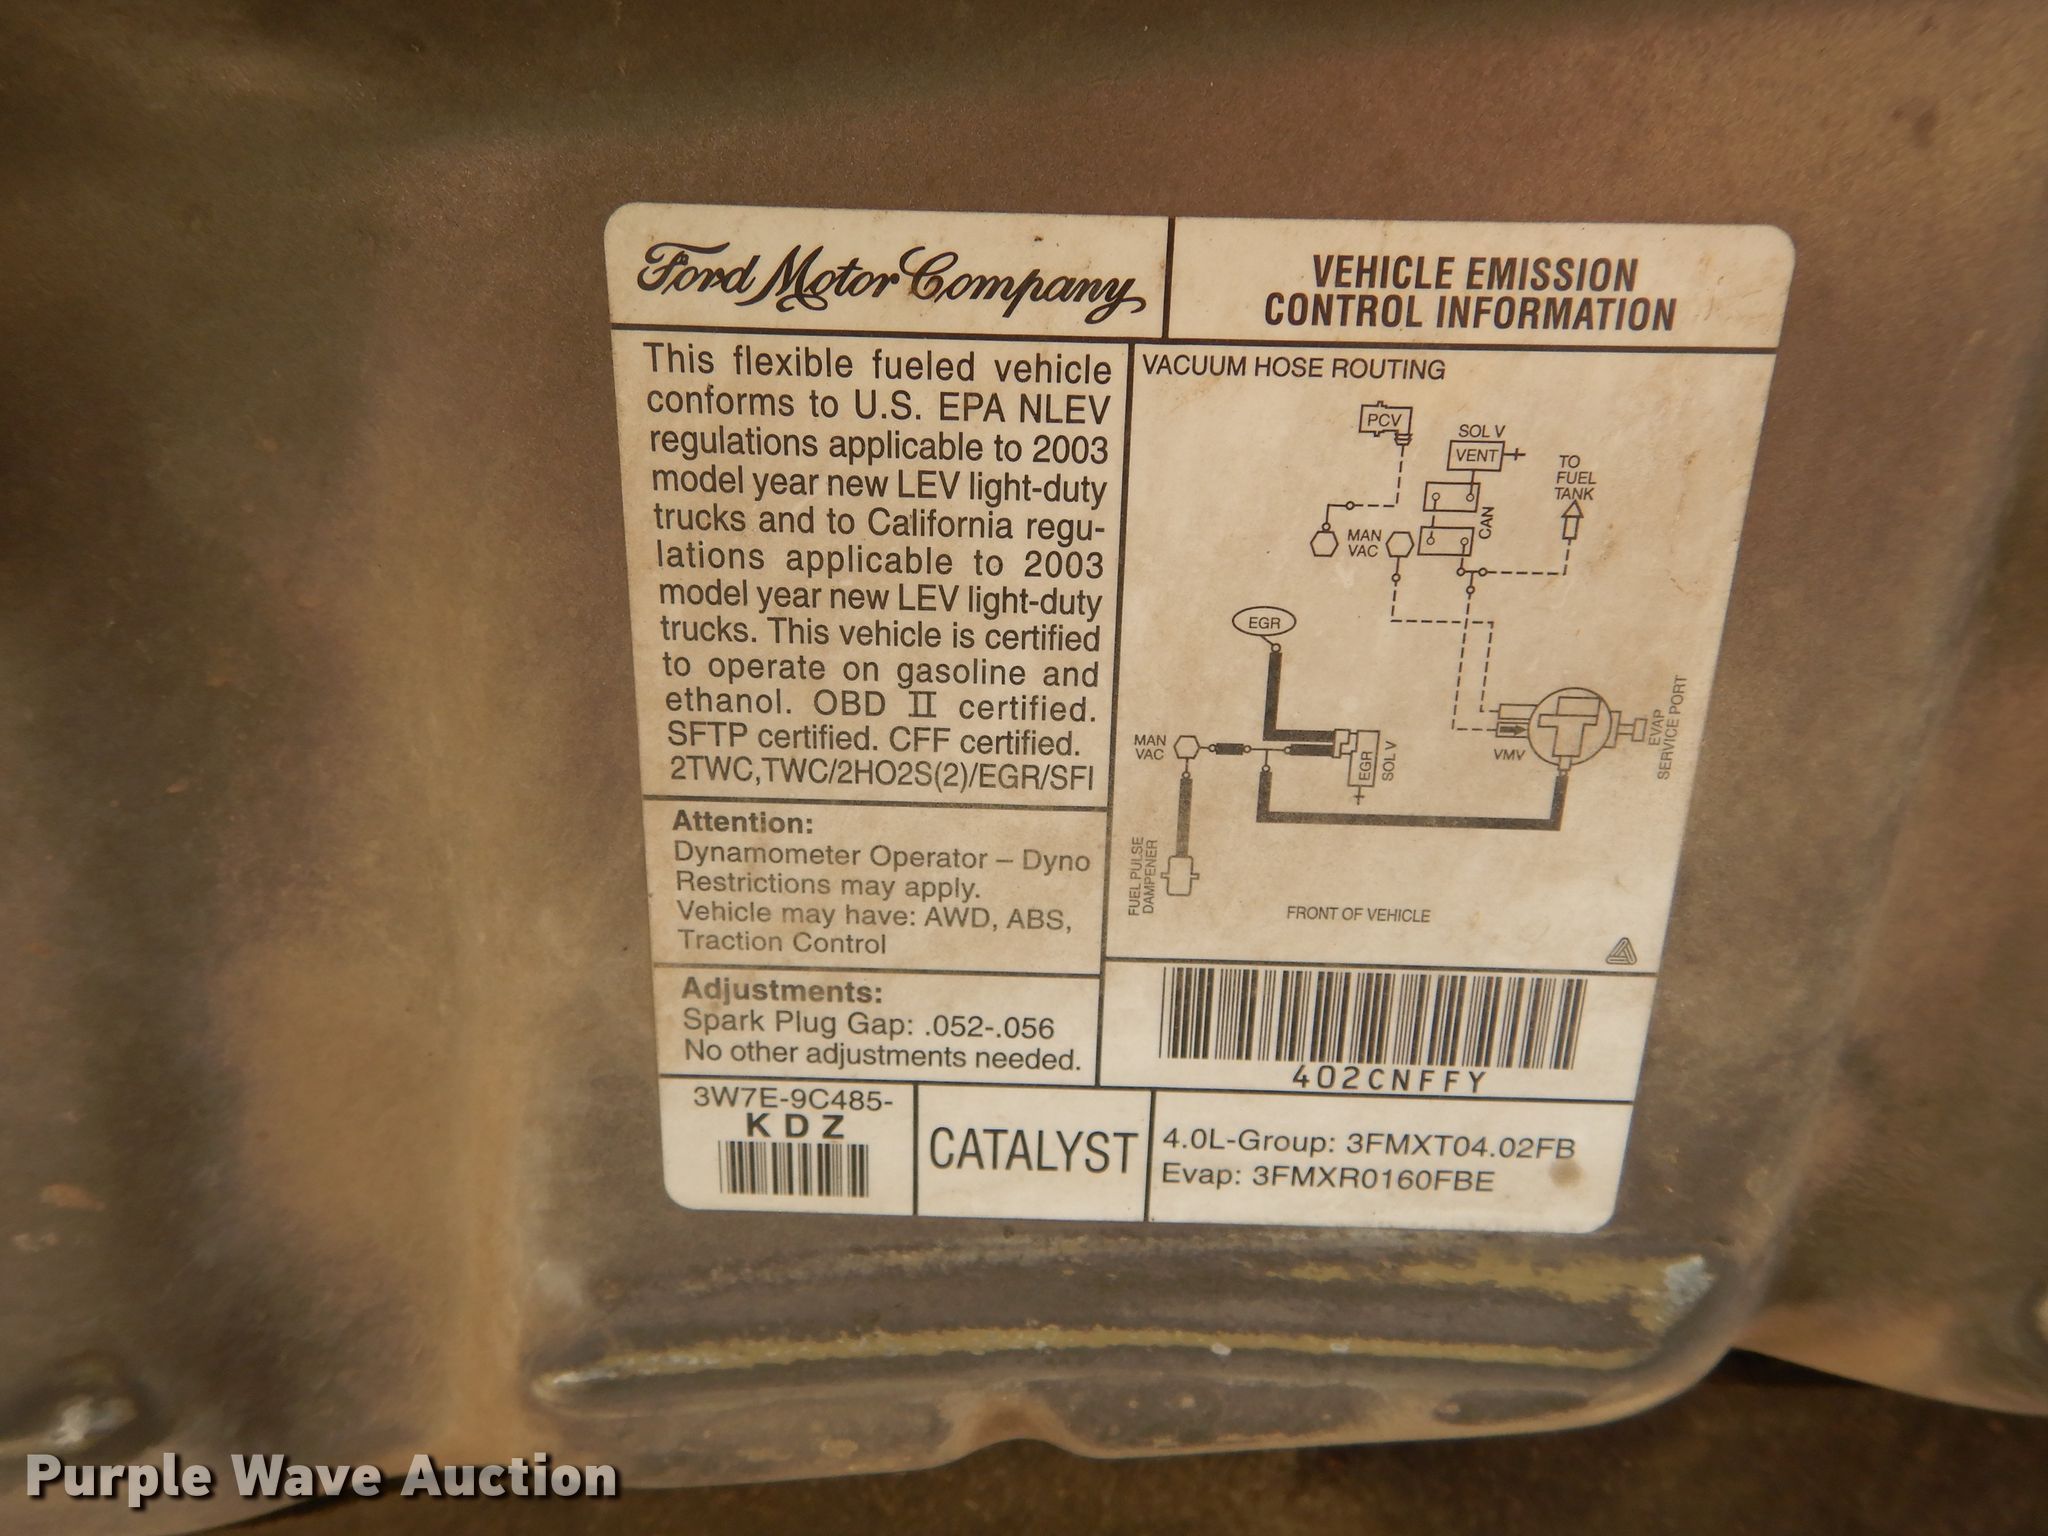 Ford Motor Company
VEHICLE EMISSION
CONTROL INFORMATION
This flexible fueled vehicle
conforms to U.S. EPA NLEV
regulations applicable to 2003
model year new LEV light-duty
trucks and to California regu-
lations applicable to 2003
model year new LEV light-duty
trucks. This vehicle is certified
to operate on gasoline and
ethanol. OBD II certified.
SFTP certified. CFF certified.
2TWC,TWC/2HO2S(2)/EGR/SFI
Attention:
Dynamometer Operator – Dyno
Restrictions may apply.
Vehicle may have: AWD, ABS,
Traction Control
Adjustments:
Spark Plug Gap: .052-.056
No other adjustments needed.
VACUUM HOSE ROUTING
PCV
SOL V
VENT
TO
FUEL
TANK
CAN
MAN
VAC
EGR
MAN
VAC
EGR
SOL V
VMV
EVAP
SERVICE PORT
FUEL PULSE
DAMPENER
FRONT OF VEHICLE
402CNFFY
3W7E-9C485-
KDZ
CATALYST
4.0L-Group: 3FMXT04.02FB
Evap: 3FMXR0160FBE
Purple Wave Auction